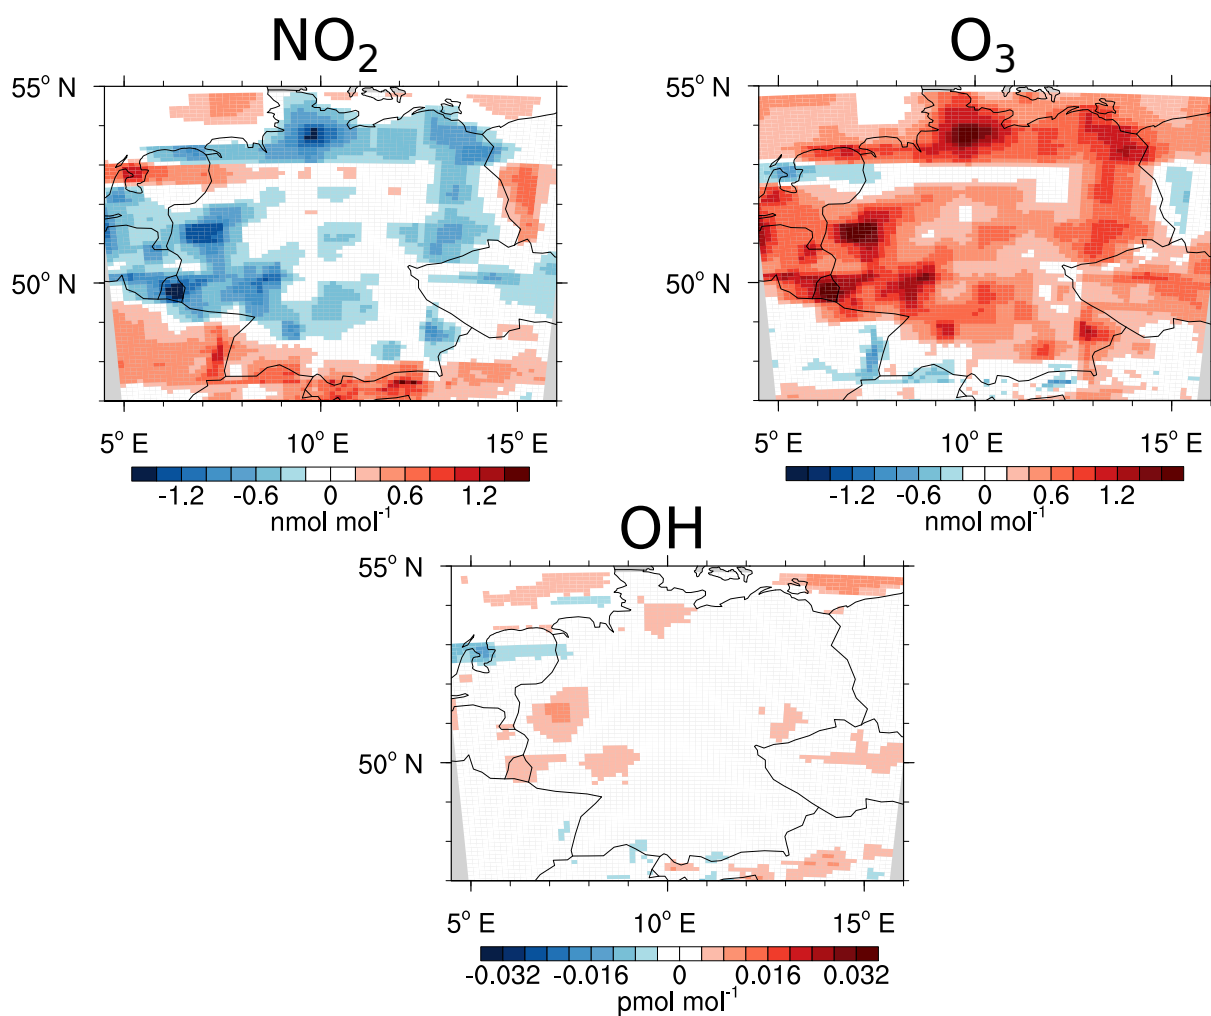 NO₂ O₃
55° N 55° N
50° N 50° N
5° E 10° E 15° E 5° E 10° E 15° E
-1.2 -0.6 0 0.6 1.2 -1.2 -0.6 0 0.6 1.2
nmol mol⁻¹ nmol mol⁻¹
OH
55° N
50° N
5° E 10° E 15° E
-0.032 -0.016 0 0.016 0.032
pmol mol⁻¹